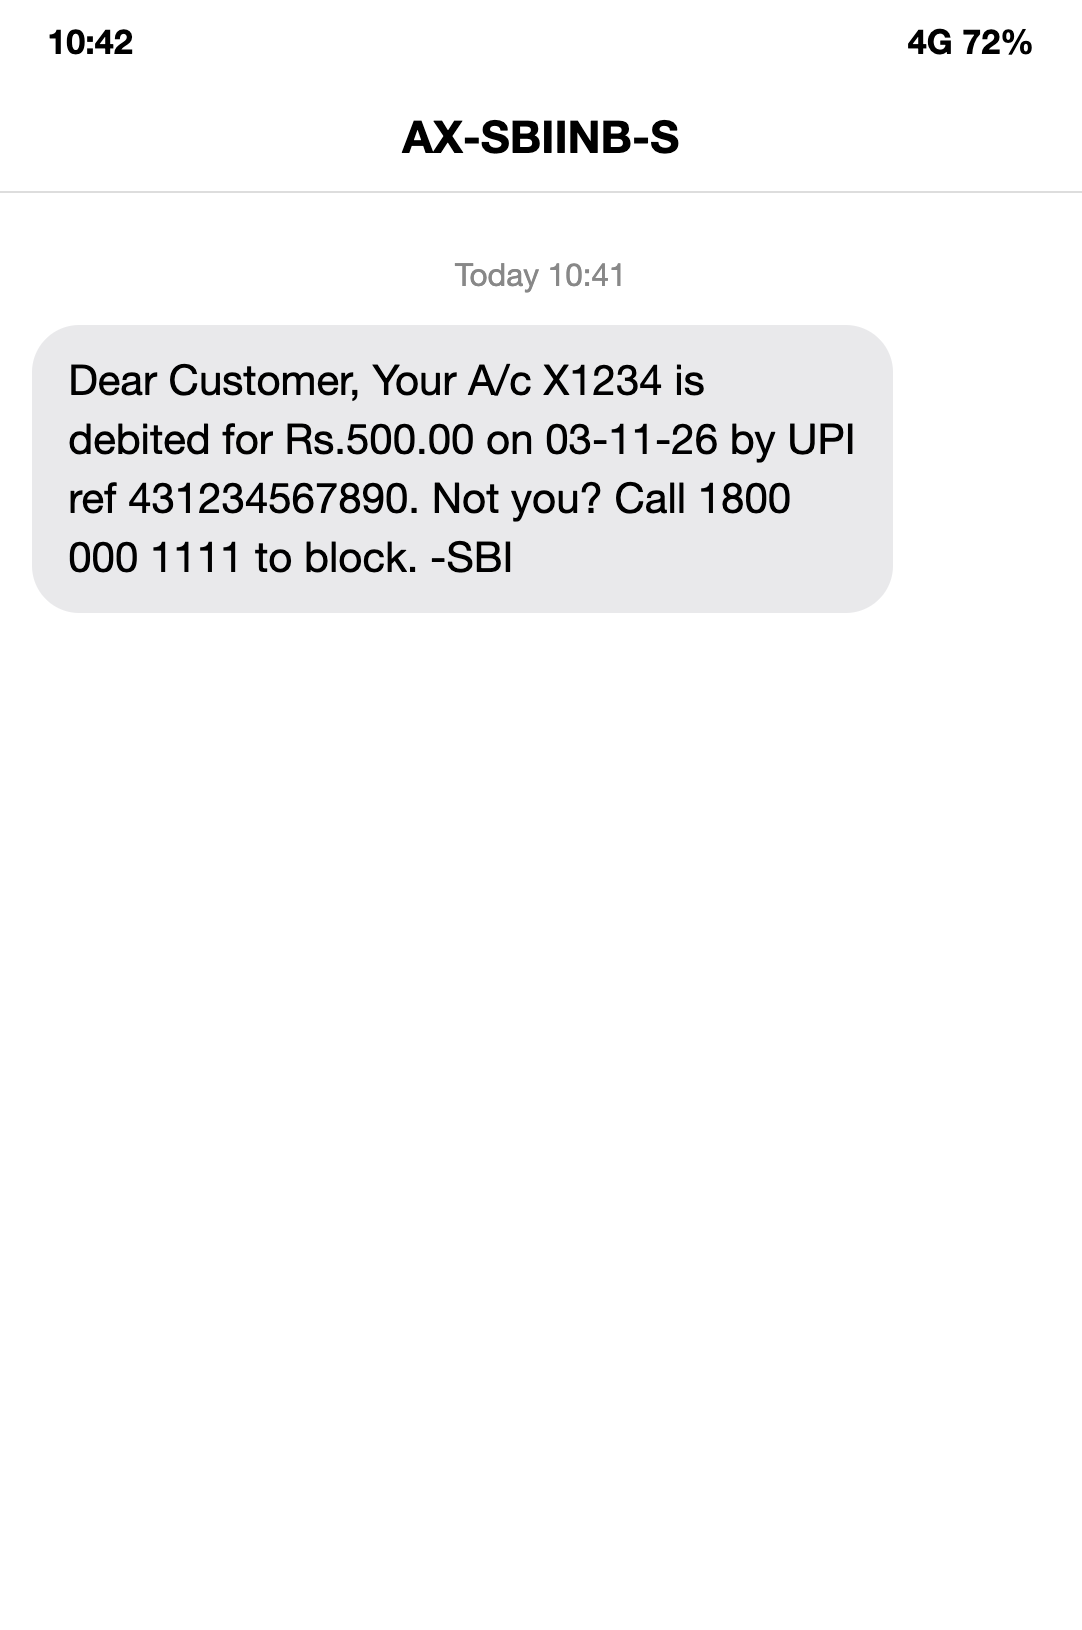 10:42 4G 72%
AX-SBIINB-S
Today 10:41
Dear Customer, Your A/c X1234 is
debited for Rs.500.00 on 03-11-26 by UPI
ref 431234567890. Not you? Call 1800
000 1111 to block. -SBI